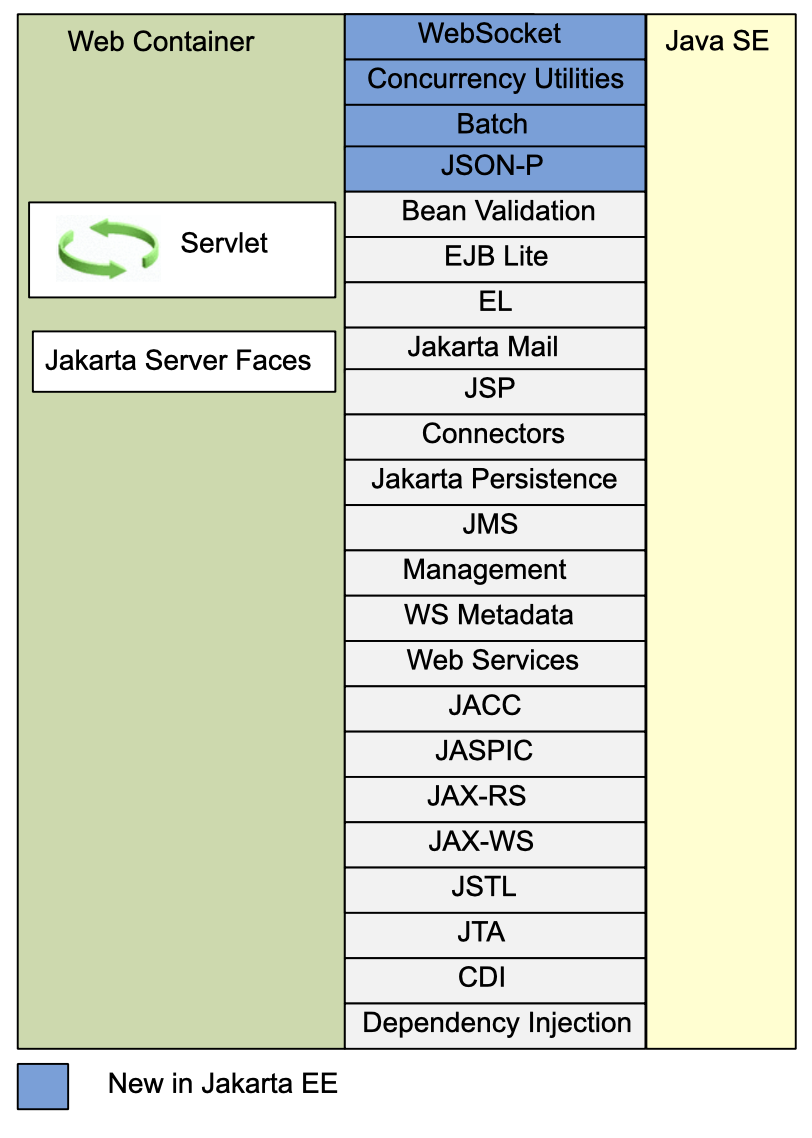 Web Container
WebSocket
Java SE
Concurrency Utilities
Batch
JSON-P
Bean Validation
Servlet
EJB Lite
EL
Jakarta Mail
Jakarta Server Faces
JSP
Connectors
Jakarta Persistence
JMS
Management
WS Metadata
Web Services
JACC
JASPIC
JAX-RS
JAX-WS
JSTL
JTA
CDI
Dependency Injection
New in Jakarta EE